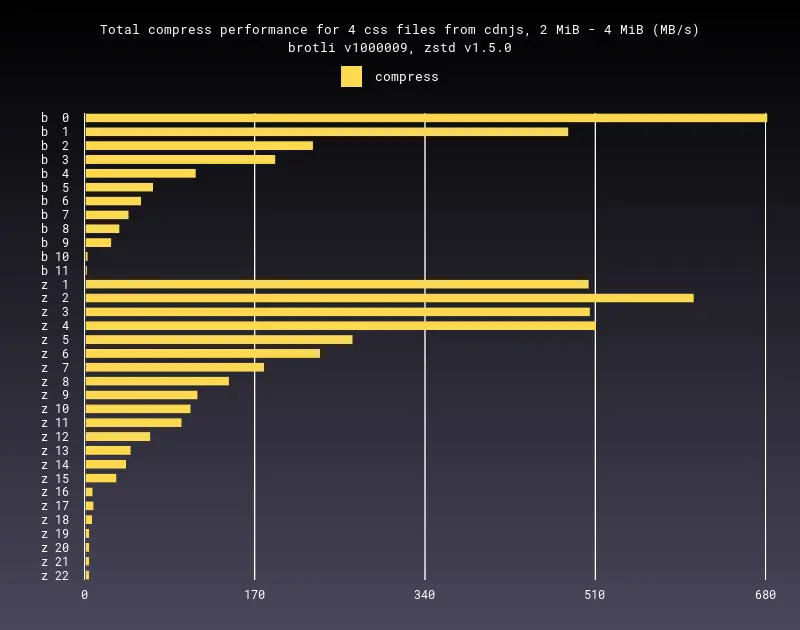 Total compress performance for 4 css files from cdnjs, 2 MiB - 4 MiB (MB/s)
brotli v1000009, zstd v1.5.0
compress
b 0
b 1
b 2
b 3
b 4
b 5
b 6
b 7
b 8
b 9
b 10
b 11
z 1
z 2
z 3
z 4
z 5
z 6
z 7
z 8
z 9
z 10
z 11
z 12
z 13
z 14
z 15
z 16
z 17
z 18
z 19
z 20
z 21
z 22
0 170 340 510 680